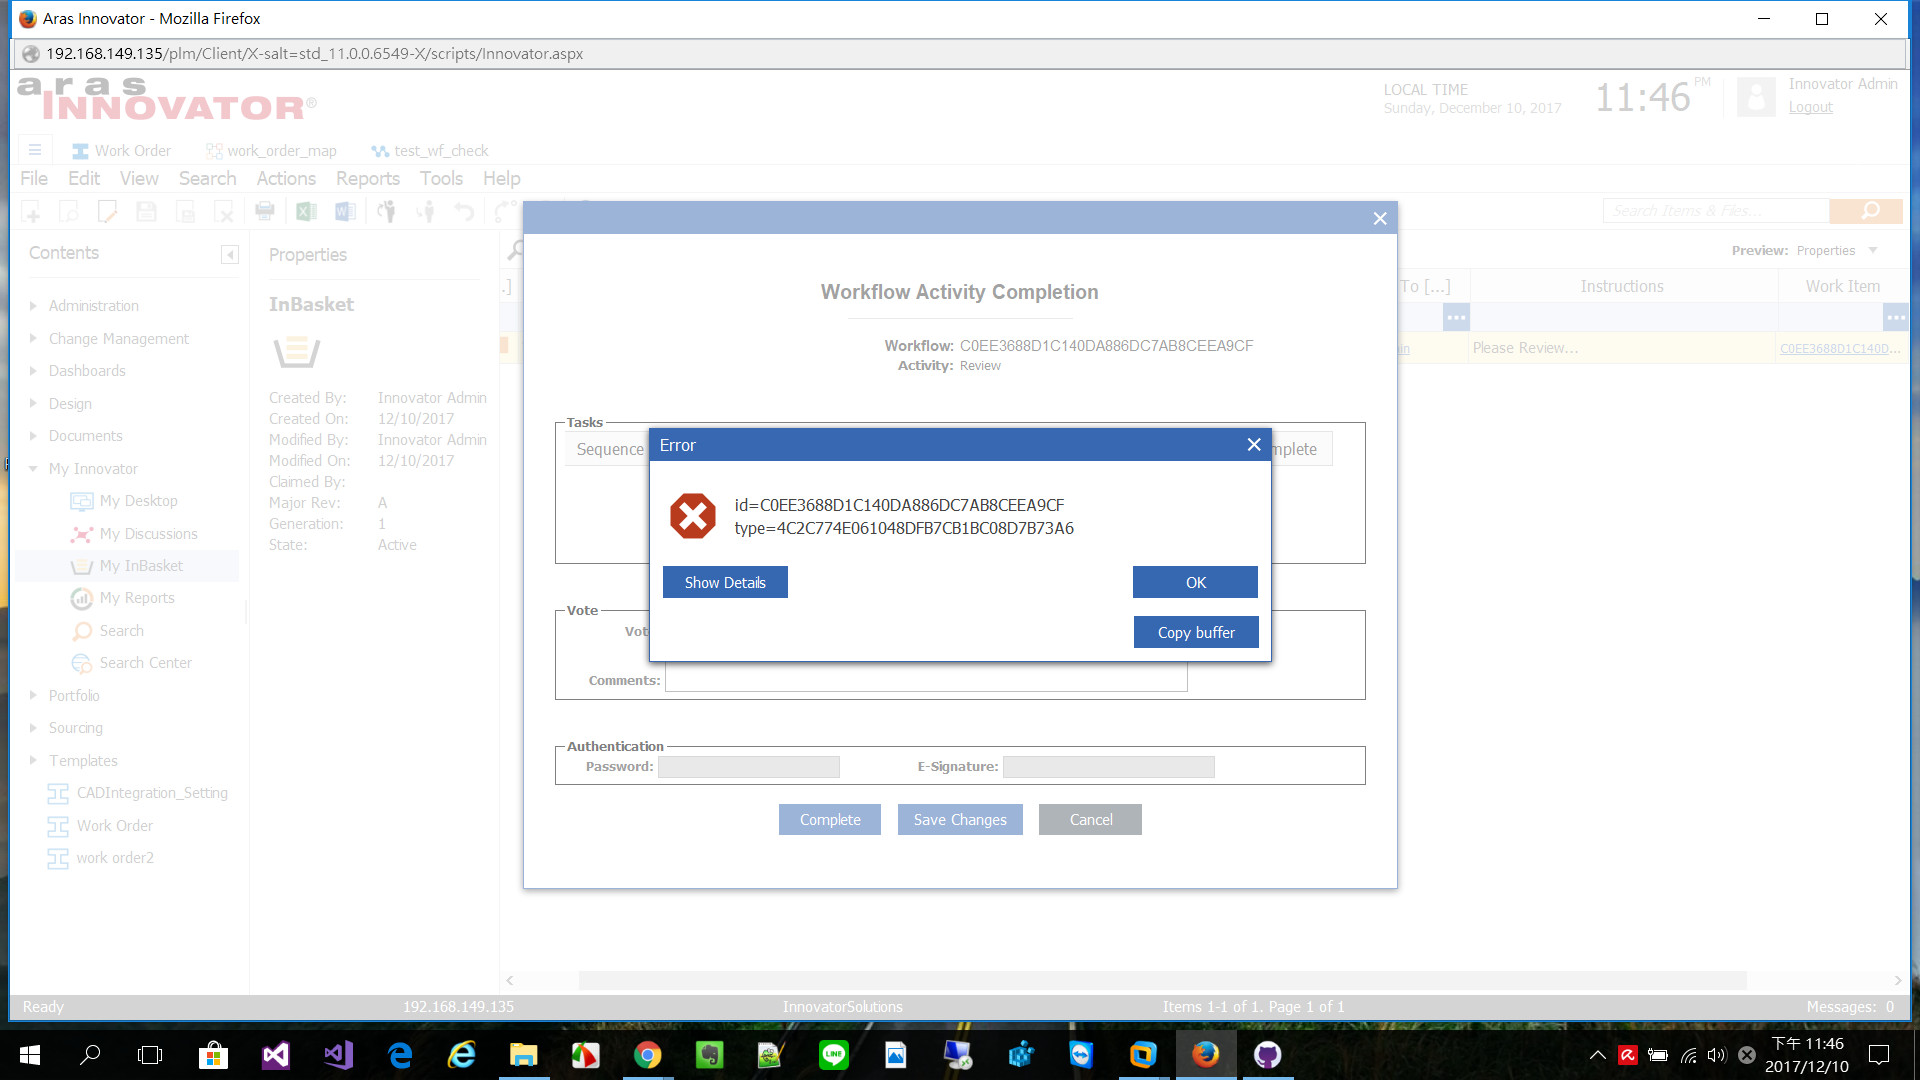 Aras Innovator - Mozilla Firefox
192.168.149.135/plm/Client/X-salt=std_11.0.0.6549-X/scripts/Innovator.aspx
aras
INNOVATOR®
LOCAL TIME
Sunday, December 10, 2017
11:46 PM
Innovator Admin
Logout
Work Order
work_order_map
test_wf_check
File Edit View Search Actions Reports Tools Help
Search Items & Files...
Contents
Administration
Change Management
Dashboards
Design
Documents
My Innovator
My Desktop
My Discussions
My InBasket
My Reports
Search
Search Center
Portfolio
Sourcing
Templates
CADIntegration_Setting
Work Order
work order2
Properties
InBasket
Created By: Innovator Admin
Created On: 12/10/2017
Modified By: Innovator Admin
Modified On: 12/10/2017
Claimed By:
Major Rev: A
Generation: 1
State: Active
Preview: Properties
.] To [...] Instructions Work Item
in Please Review... C0EE3688D1C140D...
Workflow Activity Completion
Workflow: C0EE3688D1C140DA886DC7AB8CEEA9CF
Activity: Review
Tasks
Sequence mplete
Error
id=C0EE3688D1C140DA886DC7AB8CEEA9CF
type=4C2C774E061048DFB7CB1BC08D7B73A6
Show Details
OK
Copy buffer
Vote
Vot
Comments:
Authentication
Password:
E-Signature:
Complete
Save Changes
Cancel
Ready
192.168.149.135
InnovatorSolutions
Items 1-1 of 1. Page 1 of 1
Messages: 0
LINE
下午 11:46
2017/12/10